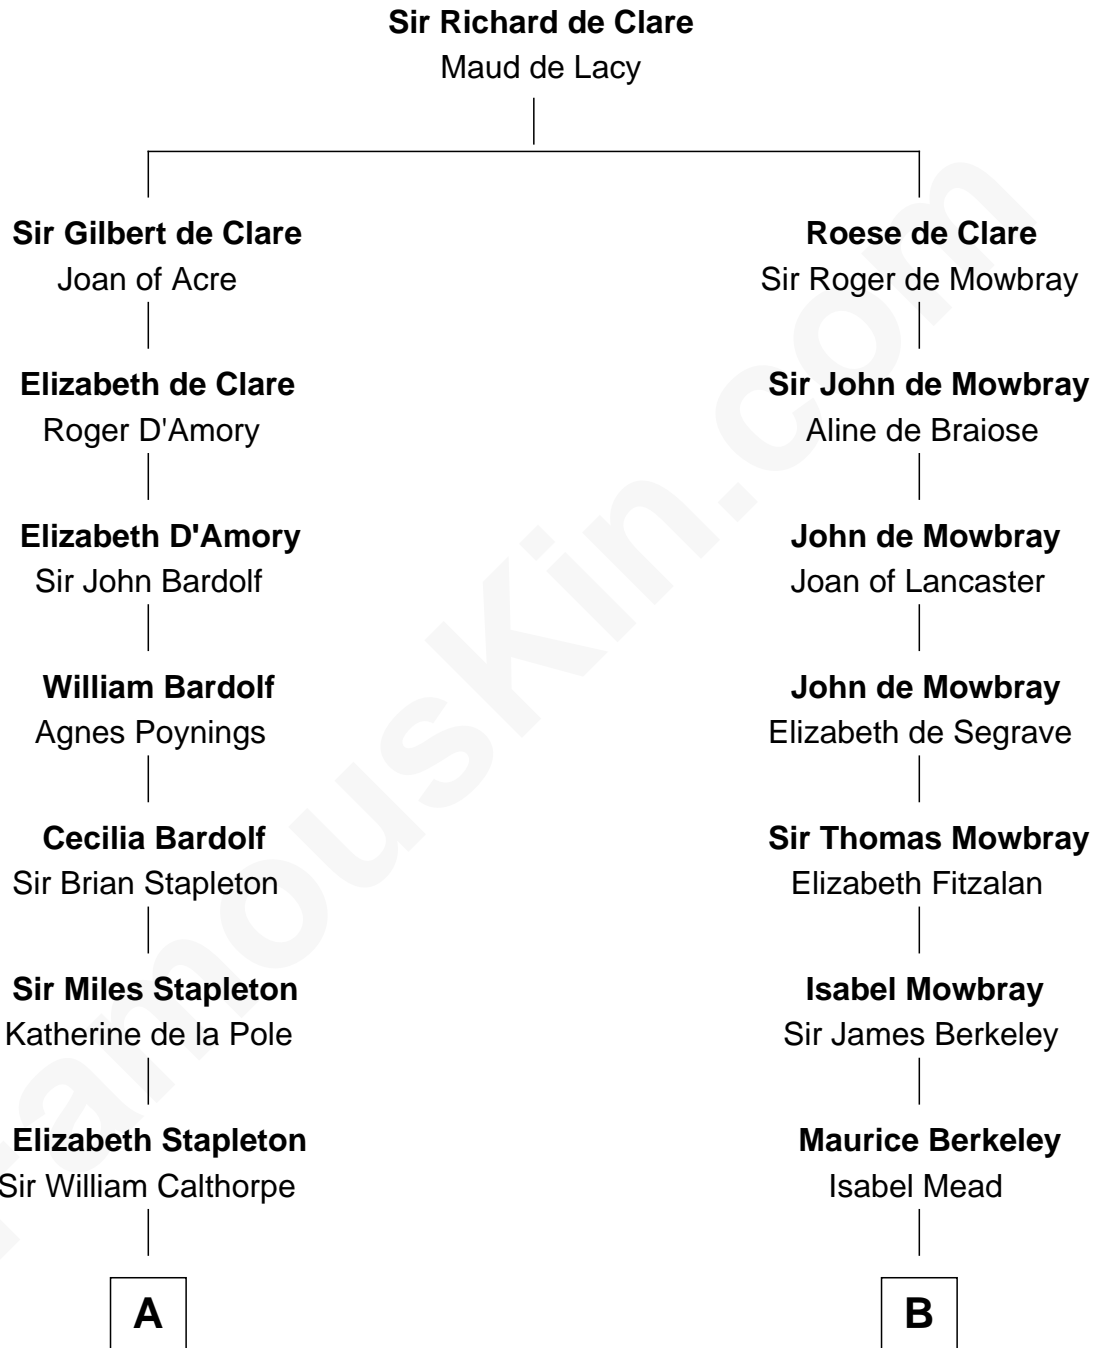 Sir Richard de Clare
Maud de Lacy
Sir Gilbert de Clare
Joan of Acre
Roese de Clare
Sir Roger de Mowbray
Elizabeth de Clare
Roger D'Amory
Sir John de Mowbray
Aline de Braiose
Elizabeth D'Amory
Sir John Bardolf
John de Mowbray
Joan of Lancaster
William Bardolf
Agnes Poynings
John de Mowbray
Elizabeth de Segrave
Cecilia Bardolf
Sir Brian Stapleton
Sir Thomas Mowbray
Elizabeth Fitzalan
Sir Miles Stapleton
Katherine de la Pole
Isabel Mowbray
Sir James Berkeley
Elizabeth Stapleton
Sir William Calthorpe
Maurice Berkeley
Isabel Mead
A
B
FamousKin.com